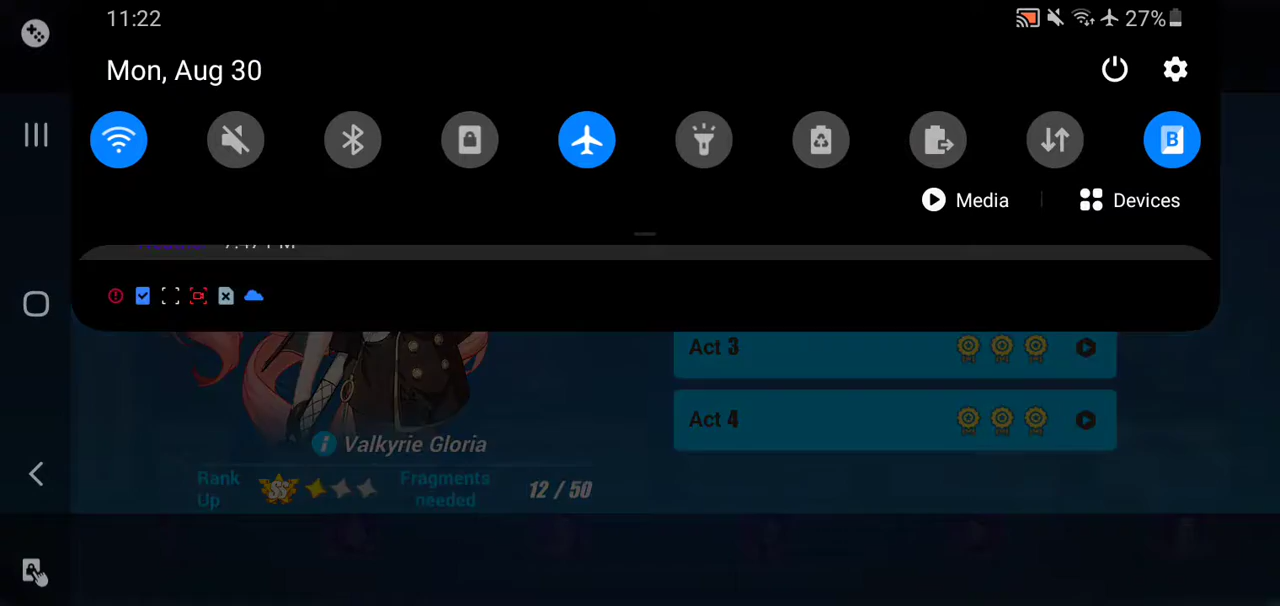 11:22
27%
Mon, Aug 30
B
Media
Devices
Act 3
Act 4
i Valkyrie Gloria
Rank Up
SS
Fragments needed
12 / 50